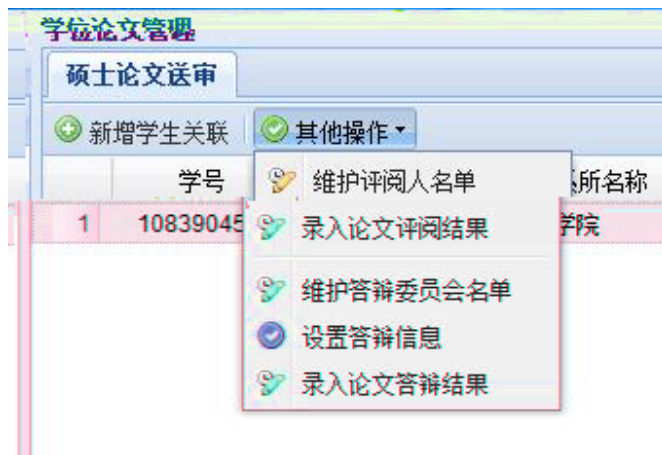 学位论文管理
硕士论文送审
新增学生关联 其他操作
学号 所名称
1 10839045 学院
维护评阅人名单
录入论文评阅结果
维护答辩委员会名单
设置答辩信息
录入论文答辩结果